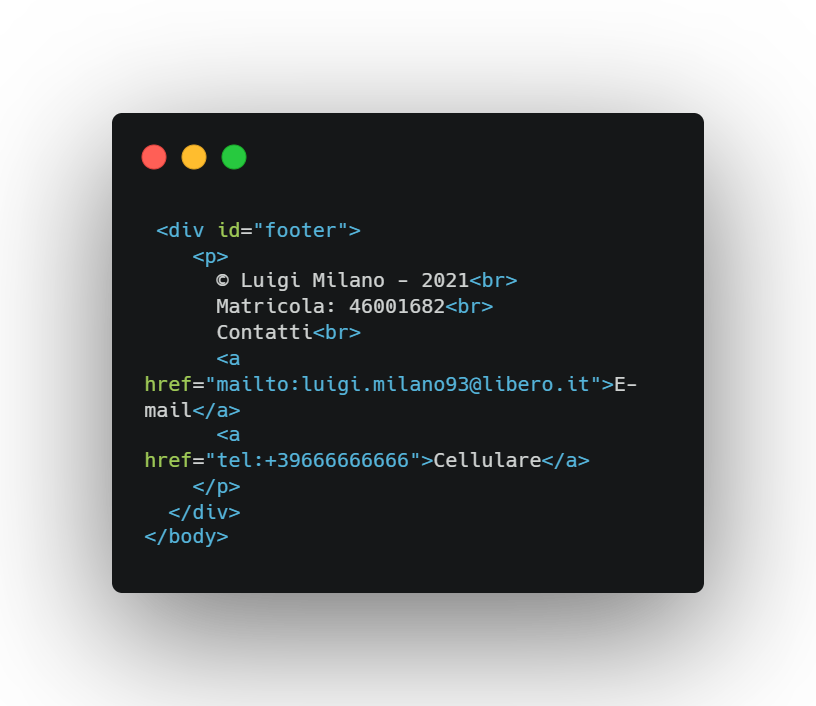 <div id="footer">
<p>
© Luigi Milano - 2021<br>
Matricola: 46001682<br>
Contatti<br>
<a
href="mailto:luigi.milano93@libero.it">E-
mail</a>
<a
href="tel:+39666666666">Cellulare</a>
</p>
</div>
</body>